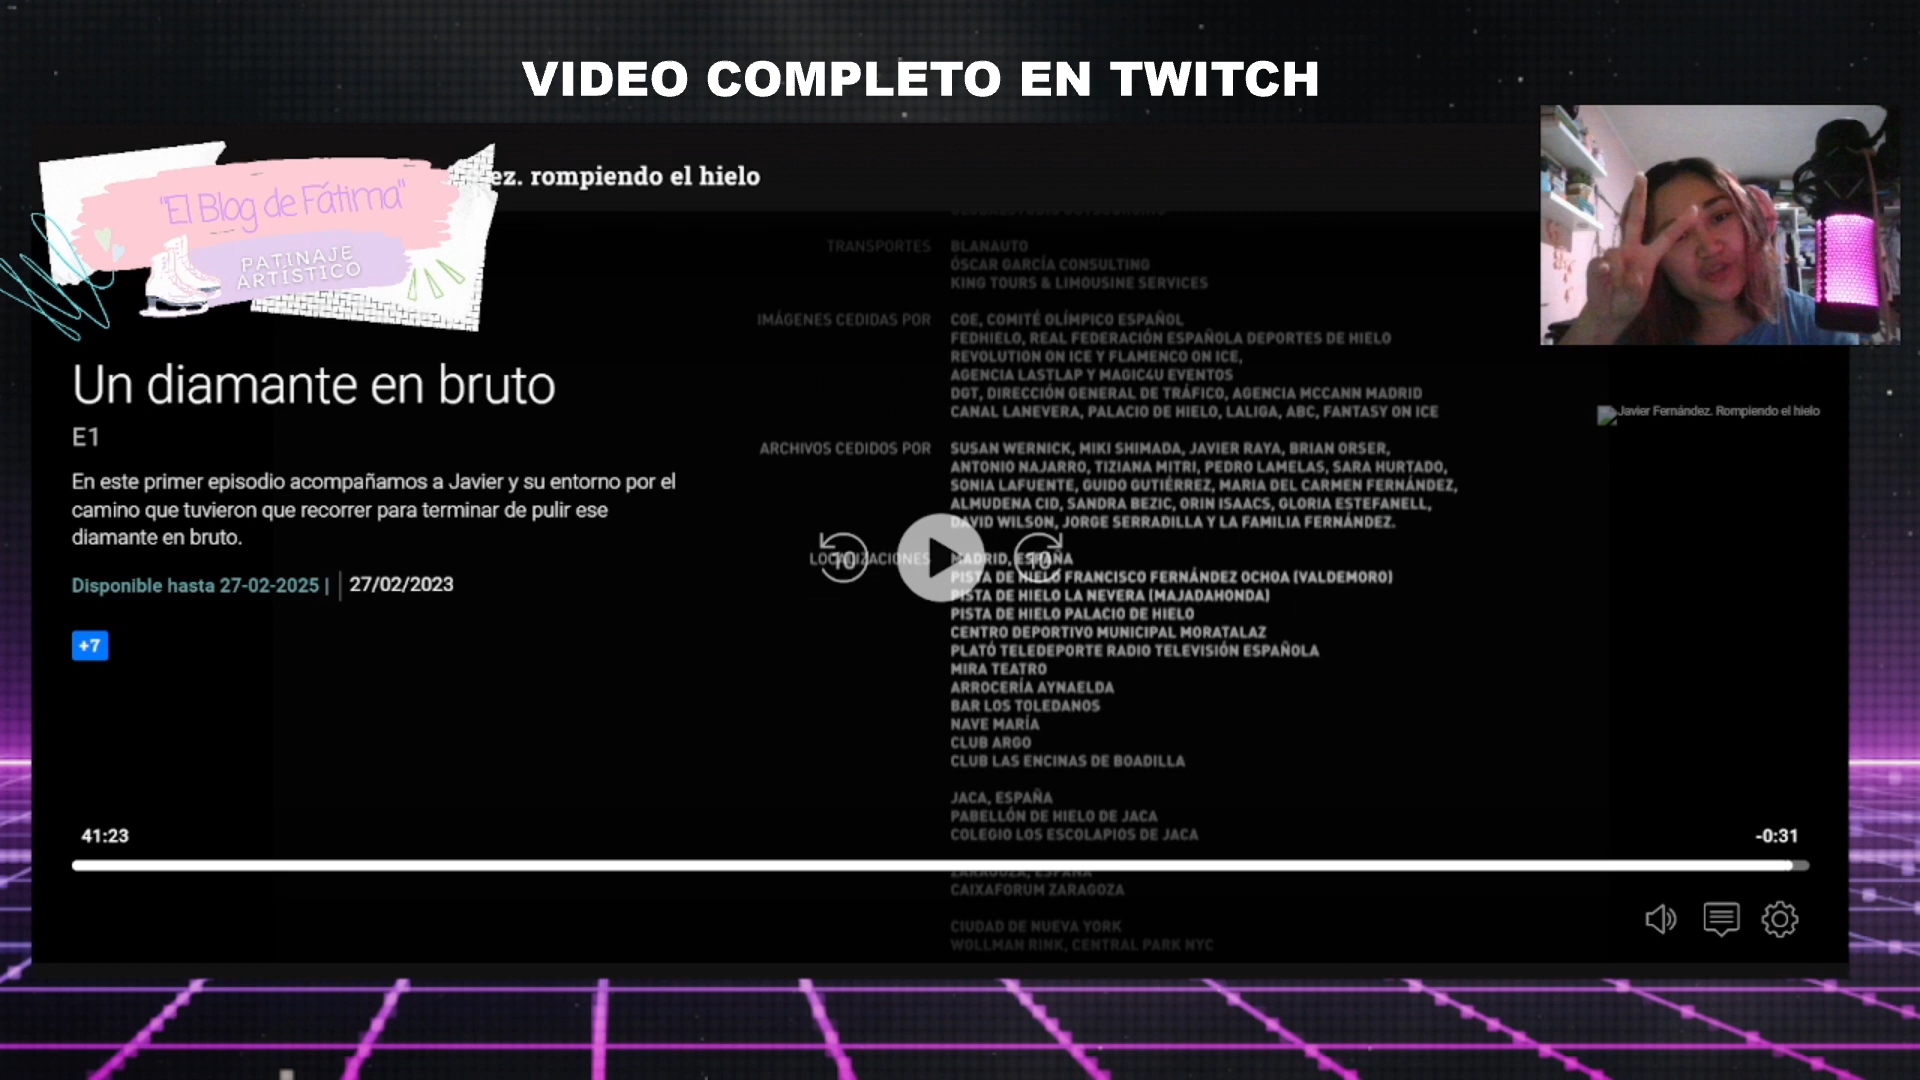 VIDEO COMPLETO EN TWITCH
"El Blog de Fátima"
PATINAJE
ARTÍSTICO
ez. rompiendo el hielo
Un diamante en bruto
E1
En este primer episodio acompañamos a Javier y su entorno por el
camino que tuvieron que recorrer para terminar de pulir ese
diamante en bruto.
Disponible hasta 27-02-2025 | 27/02/2023
+7
TRANSPORTES BLANAUTO
ÓSCAR GARCÍA CONSULTING
KING TOURS & LIMOUSINE SERVICES
IMÁGENES CEDIDAS POR COE, COMITÉ OLÍMPICO ESPAÑOL
FEDHIELO, REAL FEDERACIÓN ESPAÑOLA DEPORTES DE HIELO
REVOLUTION ON ICE Y FLAMENCO ON ICE,
AGENCIA LASTLAP Y MAGIC4U EVENTOS
DGT, DIRECCIÓN GENERAL DE TRÁFICO, AGENCIA MCCANN MADRID
CANAL LANEVERA, PALACIO DE HIELO, LALIGA, ABC, FANTASY ON ICE
ARCHIVOS CEDIDOS POR SUSAN WERNICK, MIKI SHIMADA, JAVIER RAYA, BRIAN ORSER,
ANTONIO NAJARRO, TIZIANA MITRI, PEDRO LAMELAS, SARA HURTADO,
SONIA LAFUENTE, GUIDO GUTIÉRREZ, MARIA DEL CARMEN FERNÁNDEZ,
ALMUDENA CID, SANDRA BEZIC, ORIN ISAACS, GLORIA ESTEFANELL,
DAVID WILSON, JORGE SERRADILLA Y LA FAMILIA FERNÁNDEZ.
LOCALIZACIONES MADRID, ESPAÑA
PISTA DE HIELO FRANCISCO FERNÁNDEZ OCHOA (VALDEMORO)
PISTA DE HIELO LA NEVERA (MAJADAHONDA)
PISTA DE HIELO PALACIO DE HIELO
CENTRO DEPORTIVO MUNICIPAL MORATALAZ
PLATÓ TELEDEPORTE RADIO TELEVISIÓN ESPAÑOLA
MIRA TEATRO
ARROCERÍA AYNAELDA
BAR LOS TOLEDANOS
NAVE MARÍA
CLUB ARGO
CLUB LAS ENCINAS DE BOADILLA
JACA, ESPAÑA
PABELLÓN DE HIELO DE JACA
COLEGIO LOS ESCOLAPIOS DE JACA
ZARAGOZA, ESPAÑA
CAIXAFORUM ZARAGOZA
CIUDAD DE NUEVA YORK
WOLLMAN RINK, CENTRAL PARK NYC
10
10
Javier Fernández. Rompiendo el hielo
41:23
-0:31